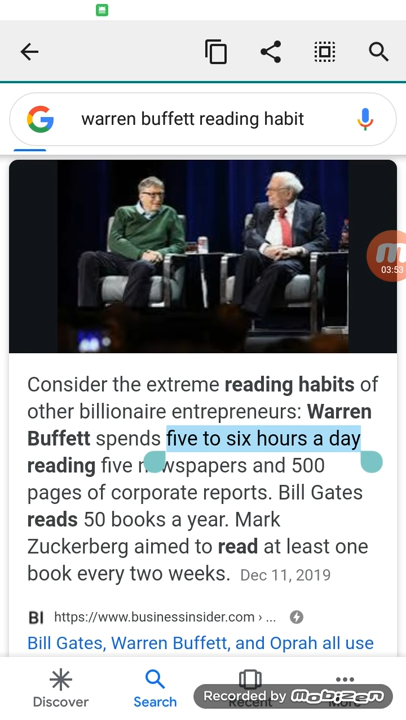 warren buffett reading habit
03:53
Consider the extreme reading habits of
other billionaire entrepreneurs: Warren
Buffett spends five to six hours a day
reading five newspapers and 500
pages of corporate reports. Bill Gates
reads 50 books a year. Mark
Zuckerberg aimed to read at least one
book every two weeks. Dec 11, 2019
BI https://www.businessinsider.com › ...
Bill Gates, Warren Buffett, and Oprah all use
Discover Search Recent More
Recorded by MOBIZEN